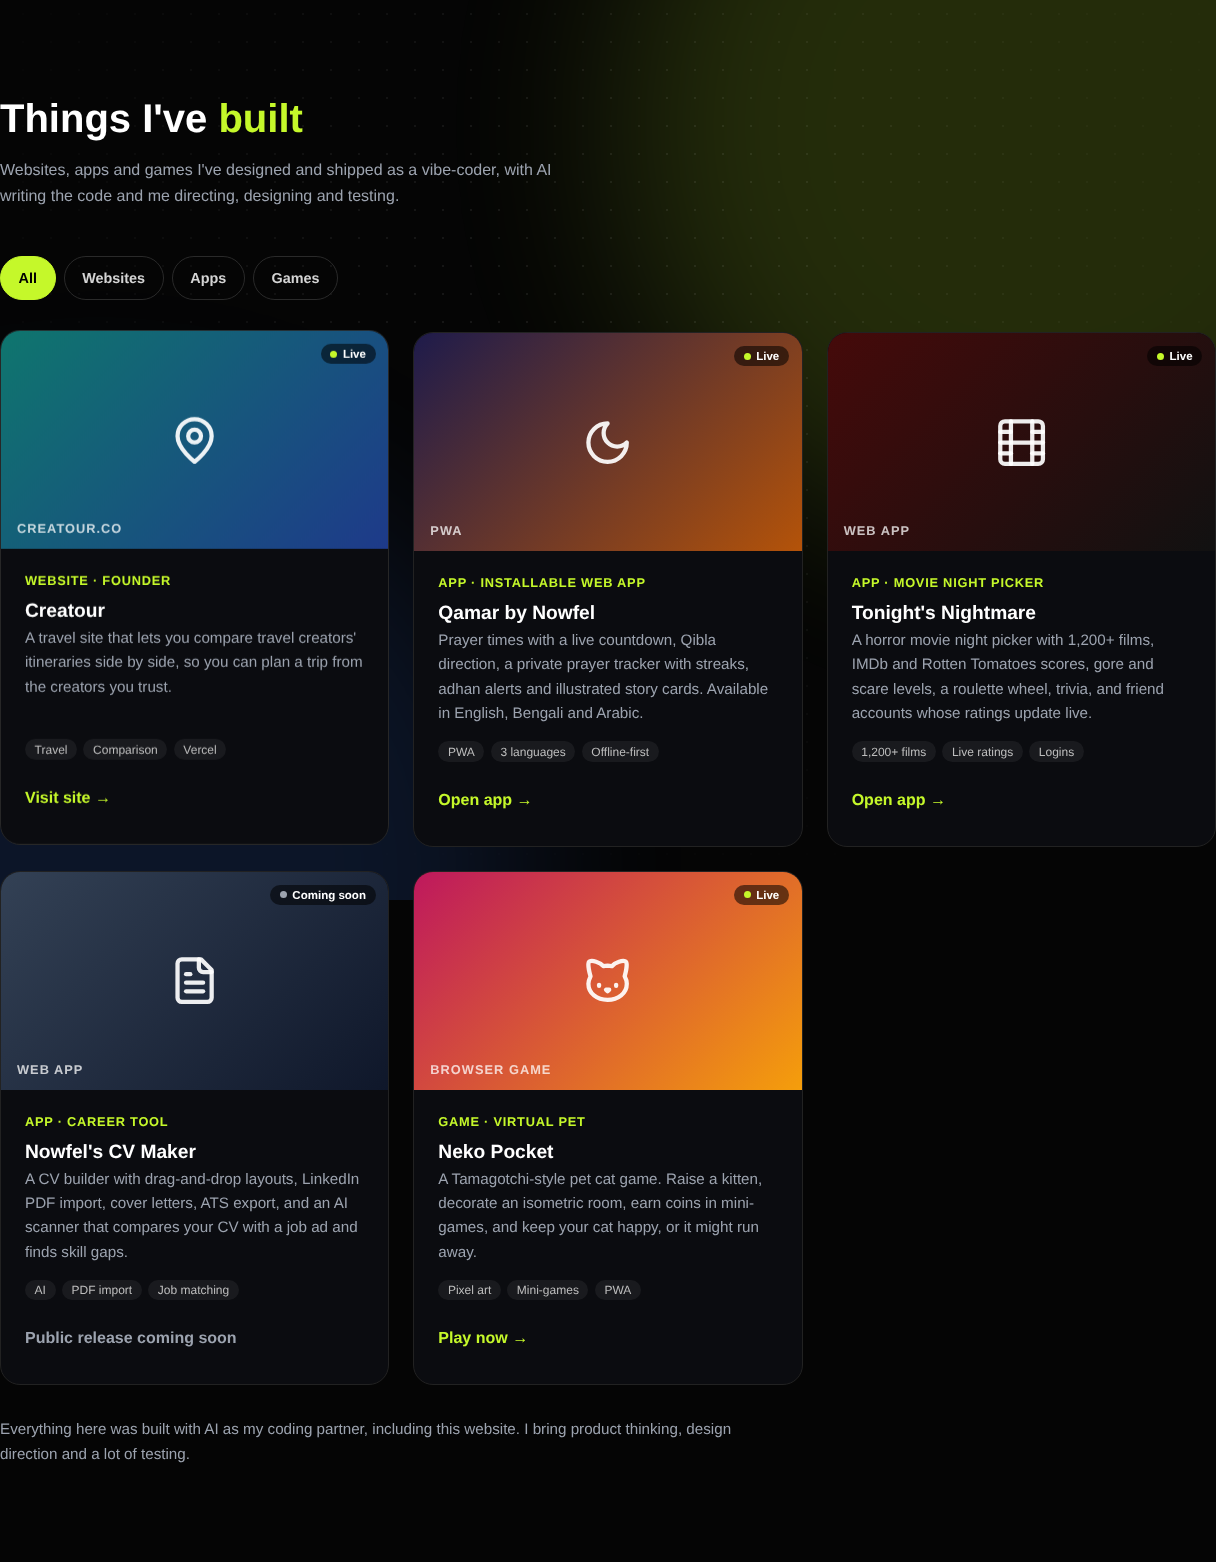 Things I've built
Websites, apps and games I've designed and shipped as a vibe-coder, with AI
writing the code and me directing, designing and testing.
All
Websites
Apps
Games
Live
CREATOUR.CO
WEBSITE · FOUNDER
Creatour
A travel site that lets you compare travel creators'
itineraries side by side, so you can plan a trip from
the creators you trust.
Travel
Comparison
Vercel
Visit site →
Live
PWA
APP · INSTALLABLE WEB APP
Qamar by Nowfel
Prayer times with a live countdown, Qibla
direction, a private prayer tracker with streaks,
adhan alerts and illustrated story cards. Available
in English, Bengali and Arabic.
PWA
3 languages
Offline-first
Open app →
Live
WEB APP
APP · MOVIE NIGHT PICKER
Tonight's Nightmare
A horror movie night picker with 1,200+ films,
IMDb and Rotten Tomatoes scores, gore and
scare levels, a roulette wheel, trivia, and friend
accounts whose ratings update live.
1,200+ films
Live ratings
Logins
Open app →
Coming soon
WEB APP
APP · CAREER TOOL
Nowfel's CV Maker
A CV builder with drag-and-drop layouts, LinkedIn
PDF import, cover letters, ATS export, and an AI
scanner that compares your CV with a job ad and
finds skill gaps.
AI
PDF import
Job matching
Public release coming soon
Live
BROWSER GAME
GAME · VIRTUAL PET
Neko Pocket
A Tamagotchi-style pet cat game. Raise a kitten,
decorate an isometric room, earn coins in mini-
games, and keep your cat happy, or it might run
away.
Pixel art
Mini-games
PWA
Play now →
Everything here was built with AI as my coding partner, including this website. I bring product thinking, design
direction and a lot of testing.